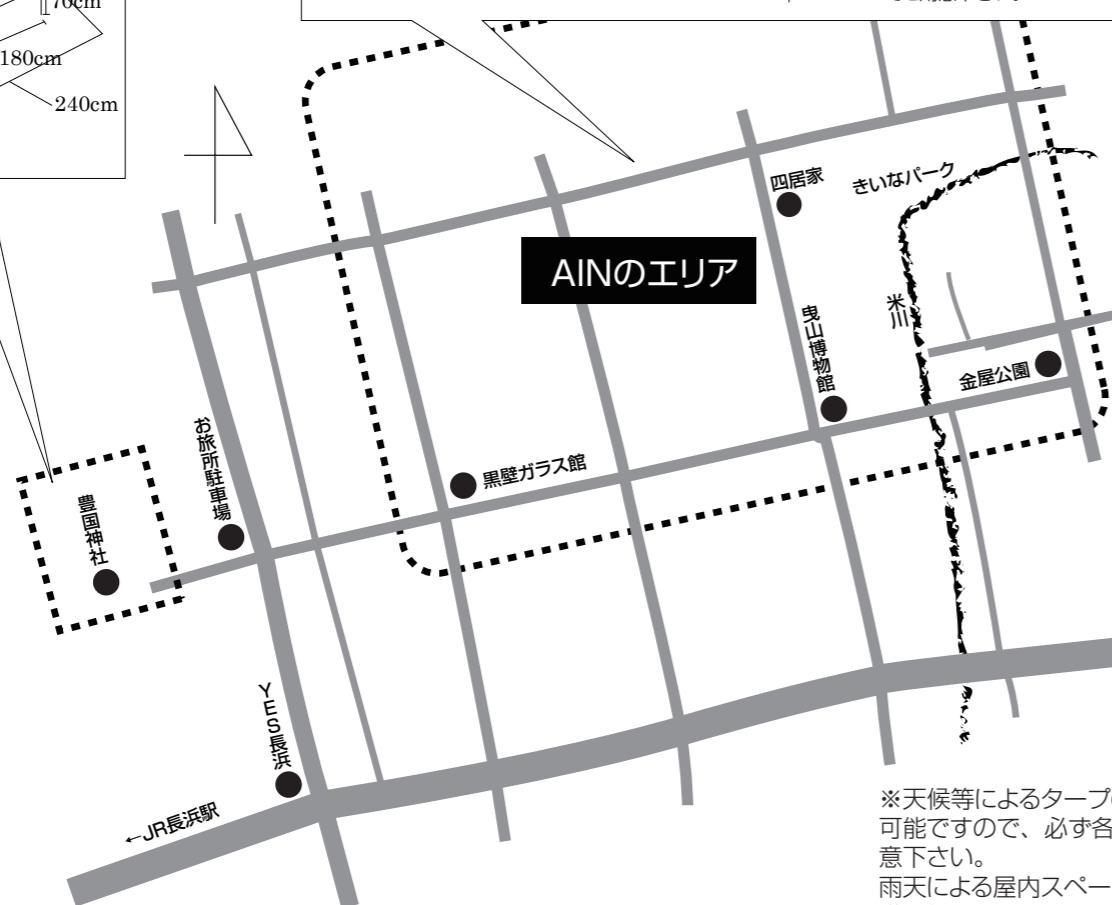 70cm
180cm
240cm
四居家
きいなパーク
AINのエリア
米川
曳山博物館
金屋公園
お旅所駐車場
黒壁ガラス館
豊国神社
YES長浜
←JR長浜駅
※天候等によるタープ
可能ですので、必ず各
意下さい。
雨天による屋内スペー